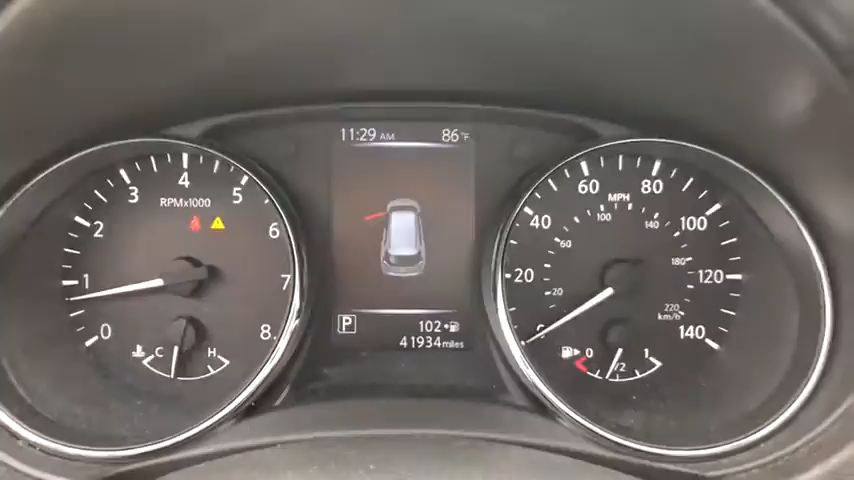 11:29 AM 86°F
0 1 2 3 4 5 6 7 8
RPMx1000
C H
P 102
41934 miles
0 20 40 60 80 100 120 140
MPH
20 60 100 140 180 220
km/h
0 1/2 1